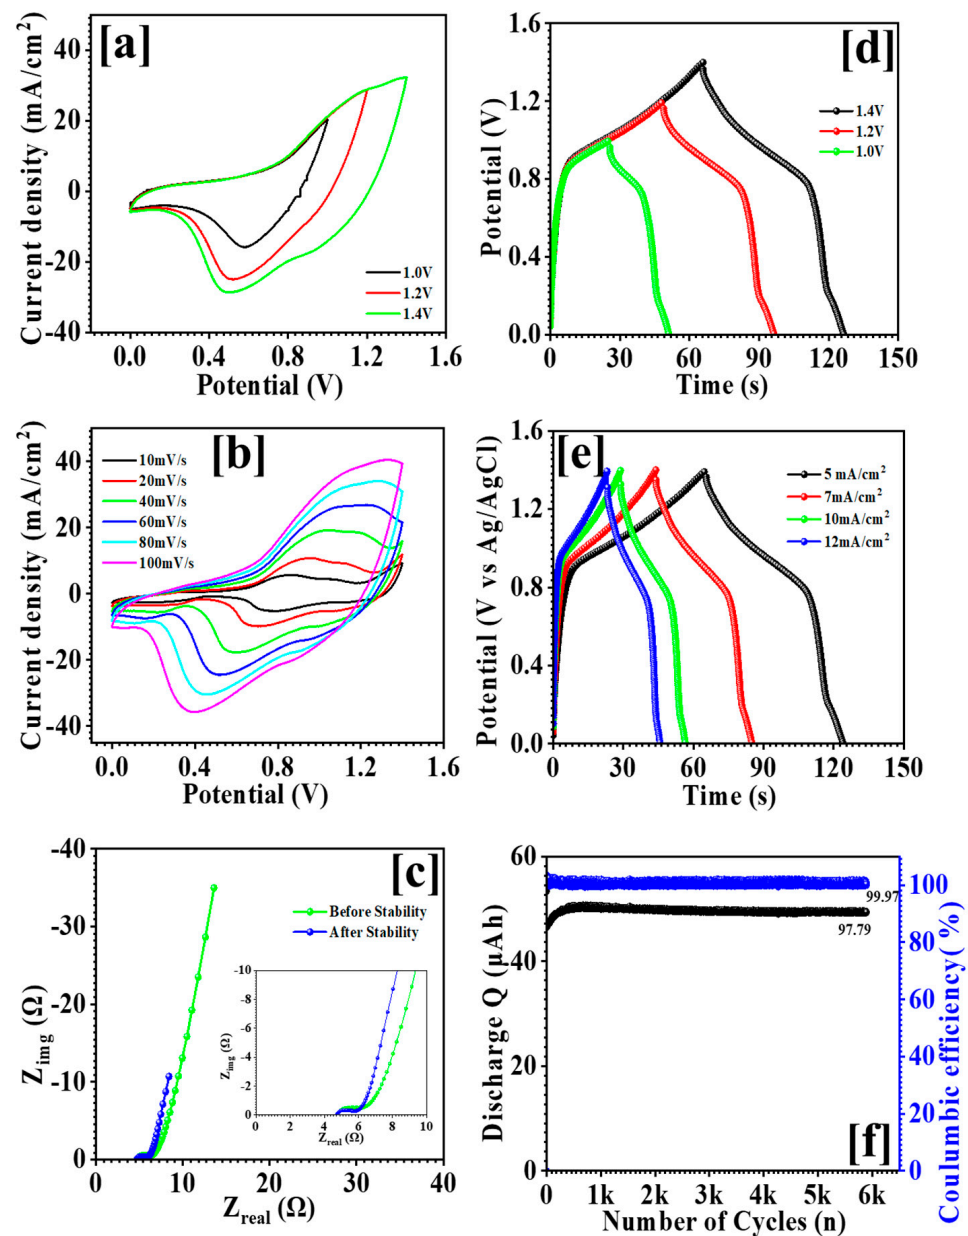 [a]
Current density (mA/cm²)
40
20
0
-20
-40
0.0 0.4 0.8 1.2 1.6
Potential (V)
1.0V
1.2V
1.4V
[d]
Potential (V)
1.6
1.2
0.8
0.4
0.0
0 30 60 90 120 150
Time (s)
1.4V
1.2V
1.0V
[b]
Current density (mA/cm²)
40
20
0
-20
-40
0.0 0.4 0.8 1.2 1.6
Potential (V)
10mV/s
20mV/s
40mV/s
60mV/s
80mV/s
100mV/s
[e]
Potential (V vs Ag/AgCl)
1.6
1.2
0.8
0.4
0.0
0 30 60 90 120 150
Time (s)
5 mA/cm²
7mA/cm²
10mA/cm²
12mA/cm²
[c]
Zimg (Ω)
-40
-30
-20
-10
0
0 10 20 30 40
Zreal (Ω)
Before Stability
After Stability
Zimg (Ω)
-10
-8
-6
-4
-2
0
0 2 4 6 8 10
Zreal (Ω)
[f]
Discharge Q (µAh)
60
40
20
0
0 1k 2k 3k 4k 5k 6k
Number of Cycles (n)
99.97
97.79
100
80
60
40
20
0
Coulumbic efficiency( %)